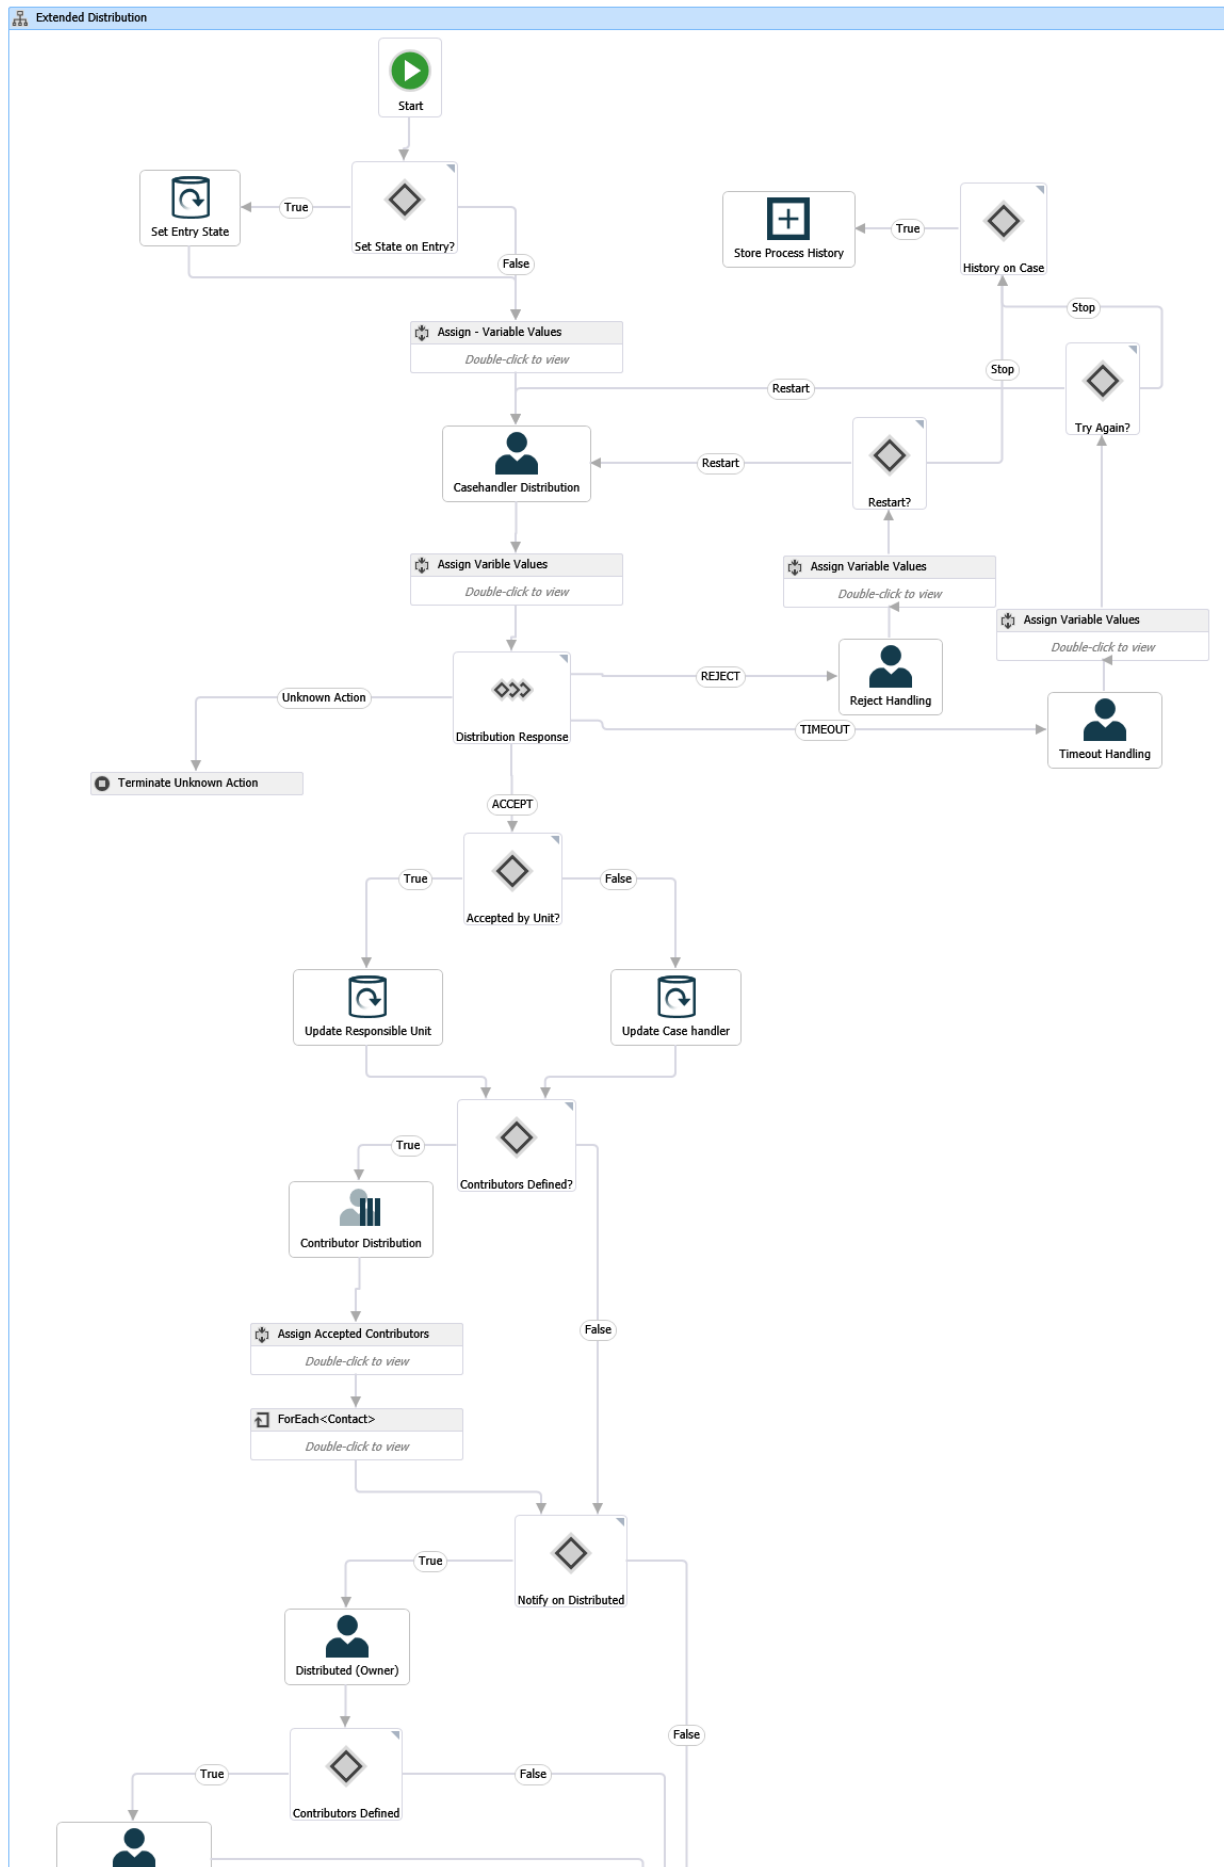 Extended Distribution
Start
True
Set Entry State
Set State on Entry?
False
True
Store Process History
History on Case
Stop
Assign - Variable Values
Double-click to view
Stop
Restart
Try Again?
Casehandler Distribution
Restart
Restart?
Assign Varible Values
Double-click to view
Assign Variable Values
Double-click to view
Assign Variable Values
Double-click to view
Unknown Action
Distribution Response
REJECT
Reject Handling
TIMEOUT
Timeout Handling
Terminate Unknown Action
ACCEPT
True
False
Accepted by Unit?
Update Responsible Unit
Update Case handler
True
Contributors Defined?
Contributor Distribution
False
Assign Accepted Contributors
Double-click to view
ForEach<Contact>
Double-click to view
True
Notify on Distributed
Distributed (Owner)
False
True
False
Contributors Defined